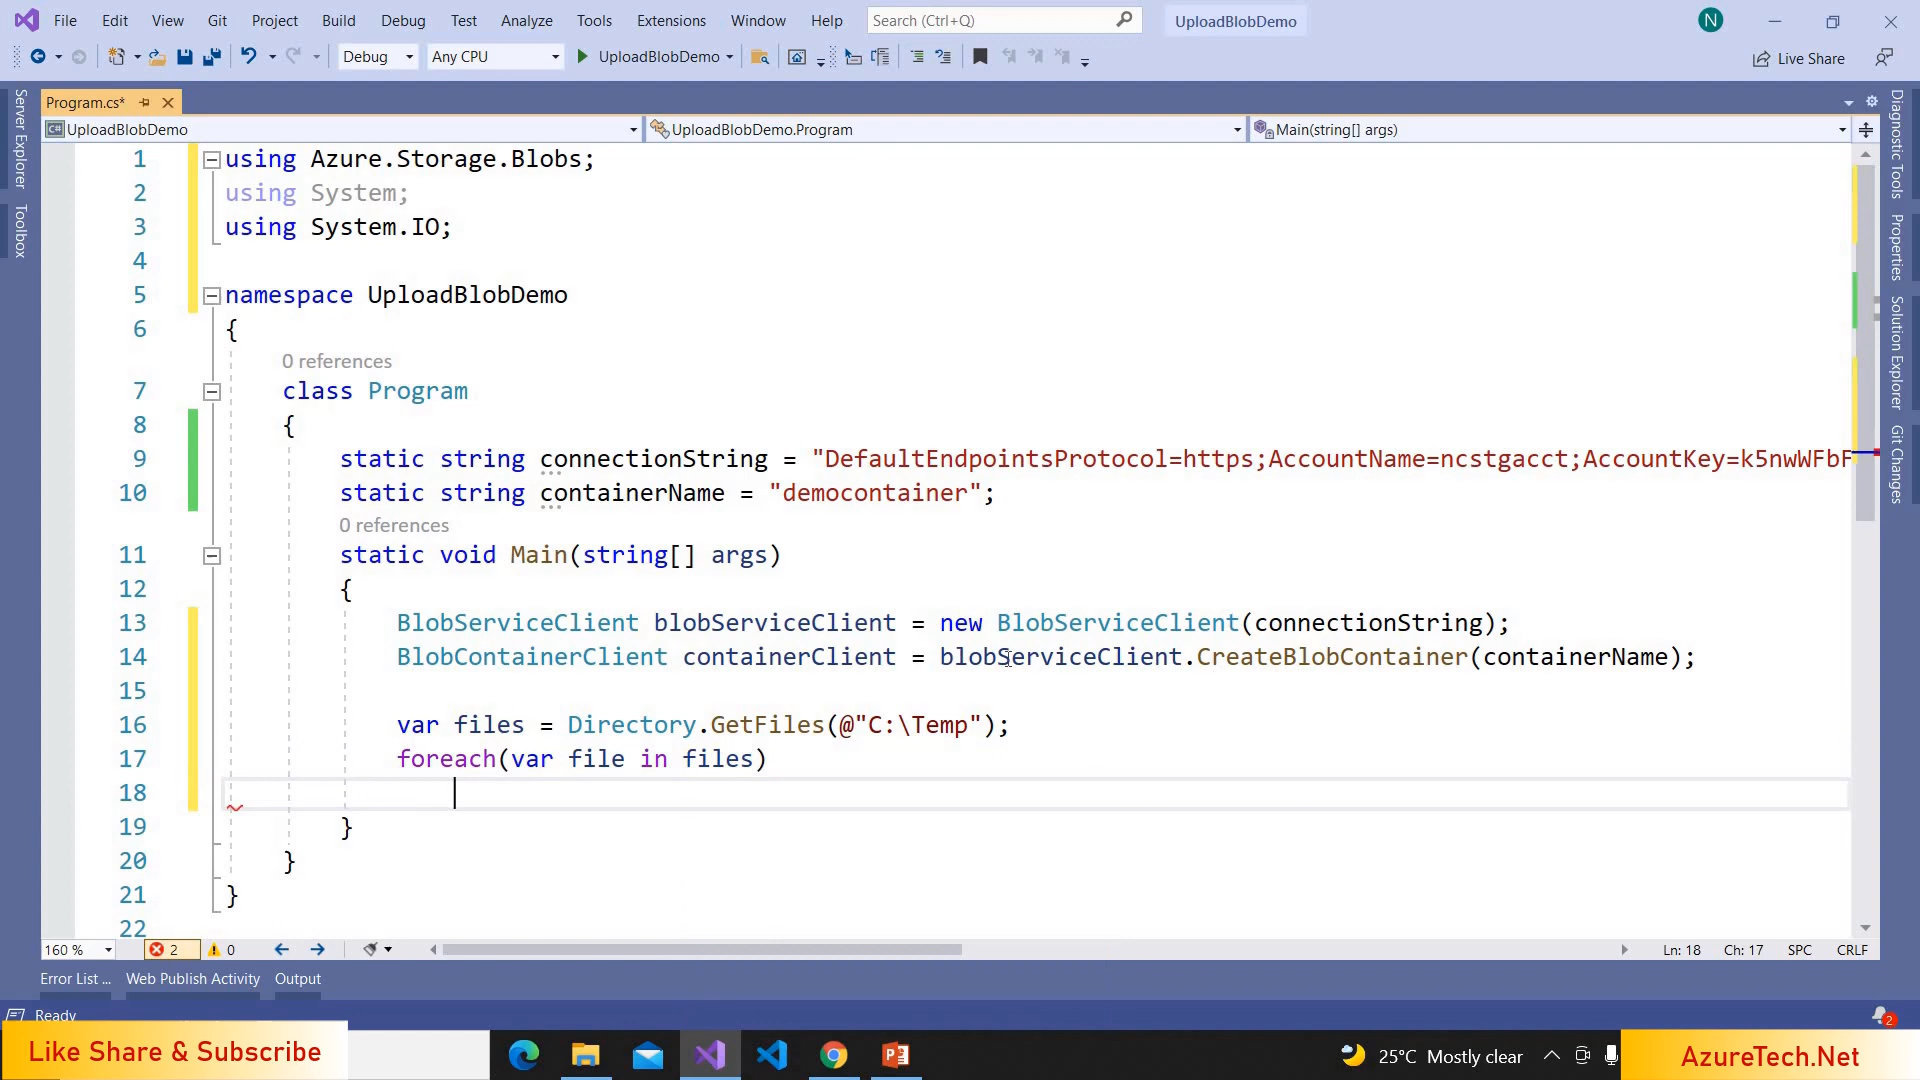 File Edit View Git Project Build Debug Test Analyze Tools Extensions Window Help Search (Ctrl+Q) UploadBlobDemo N
Debug Any CPU UploadBlobDemo Live Share
Program.cs*
UploadBlobDemo UploadBlobDemo.Program Main(string[] args)
Server Explorer
Toolbox
Diagnostic Tools
Properties
Solution Explorer
Git Changes
1 using Azure.Storage.Blobs;
2 using System;
3 using System.IO;
4
5 namespace UploadBlobDemo
6 {
0 references
7 class Program
8 {
9 static string connectionString = "DefaultEndpointsProtocol=https;AccountName=ncstgacct;AccountKey=k5nwWFbF
10 static string containerName = "democontainer";
0 references
11 static void Main(string[] args)
12 {
13 BlobServiceClient blobServiceClient = new BlobServiceClient(connectionString);
14 BlobContainerClient containerClient = blobServiceClient.CreateBlobContainer(containerName);
15
16 var files = Directory.GetFiles(@"C:\Temp");
17 foreach(var file in files)
18
19 }
20 }
21 }
22
160 % 2 0 Ln: 18 Ch: 17 SPC CRLF
Error List ... Web Publish Activity Output
Ready 2
Like Share & Subscribe 25°C Mostly clear AzureTech.Net